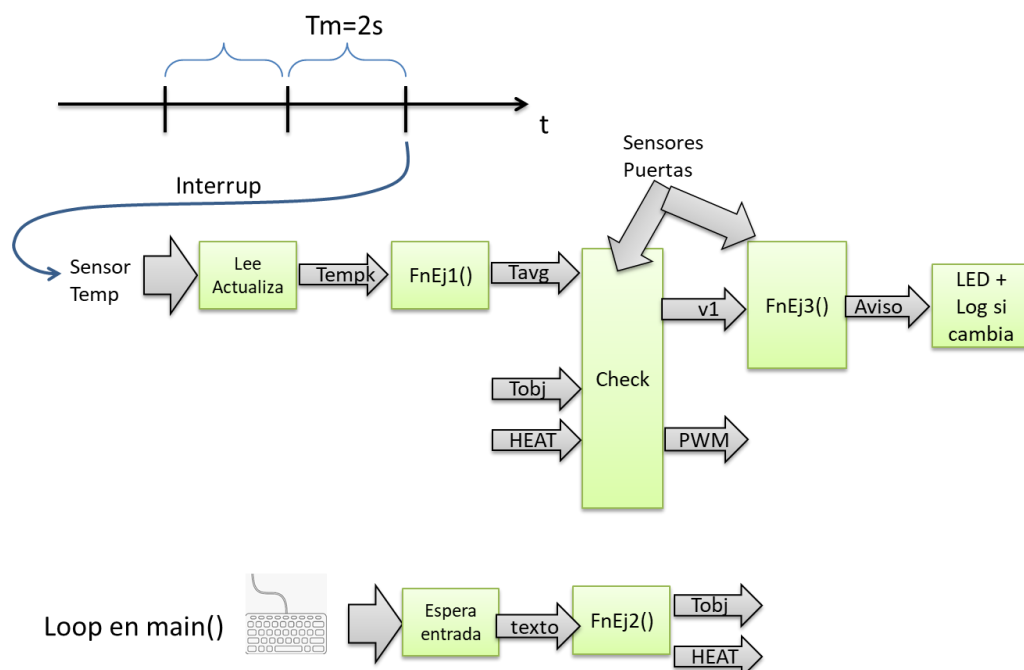 Tm=2s
t
Sensores
Puertas
Interrup
Sensor
Temp
Lee
Actualiza
Tempk
FnEj1()
Tavg
Check
v1
FnEj3()
Aviso
LED +
Log si
cambia
Tobj
HEAT
PWM
Loop en main()
Espera
entrada
texto
FnEj2()
Tobj
HEAT